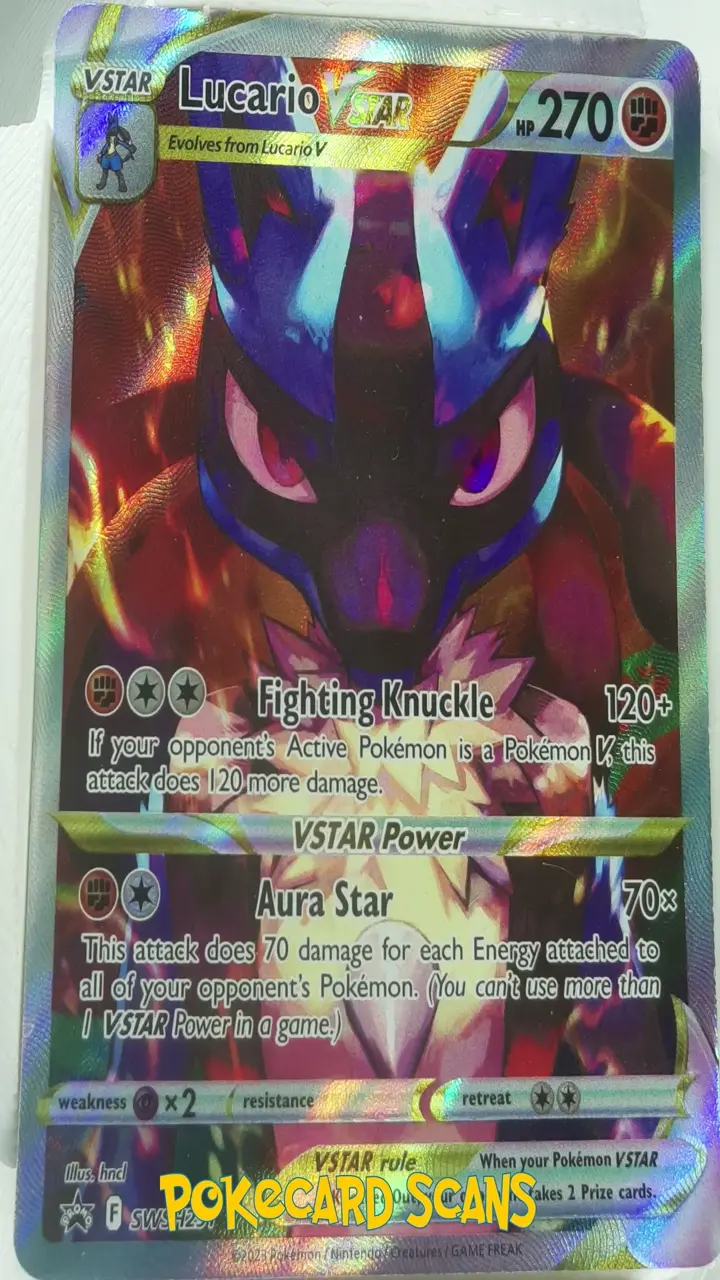 VSTAR
Lucario VSTAR
HP 270
Evolves from Lucario V
Fighting Knuckle 120+
If your opponent's Active Pokémon is a Pokémon V, this
attack does 120 more damage.
VSTAR Power
Aura Star 70×
This attack does 70 damage for each Energy attached to
all of your opponent's Pokémon. (You can't use more than
1 VSTAR Power in a game.)
weakness ×2 resistance retreat
VSTAR rule When your Pokémon VSTAR
takes 2 Prize cards.
Illus. hncl
POKECARD SCANS
F
©2023 Pokémon / Nintendo / Creatures / GAME FREAK